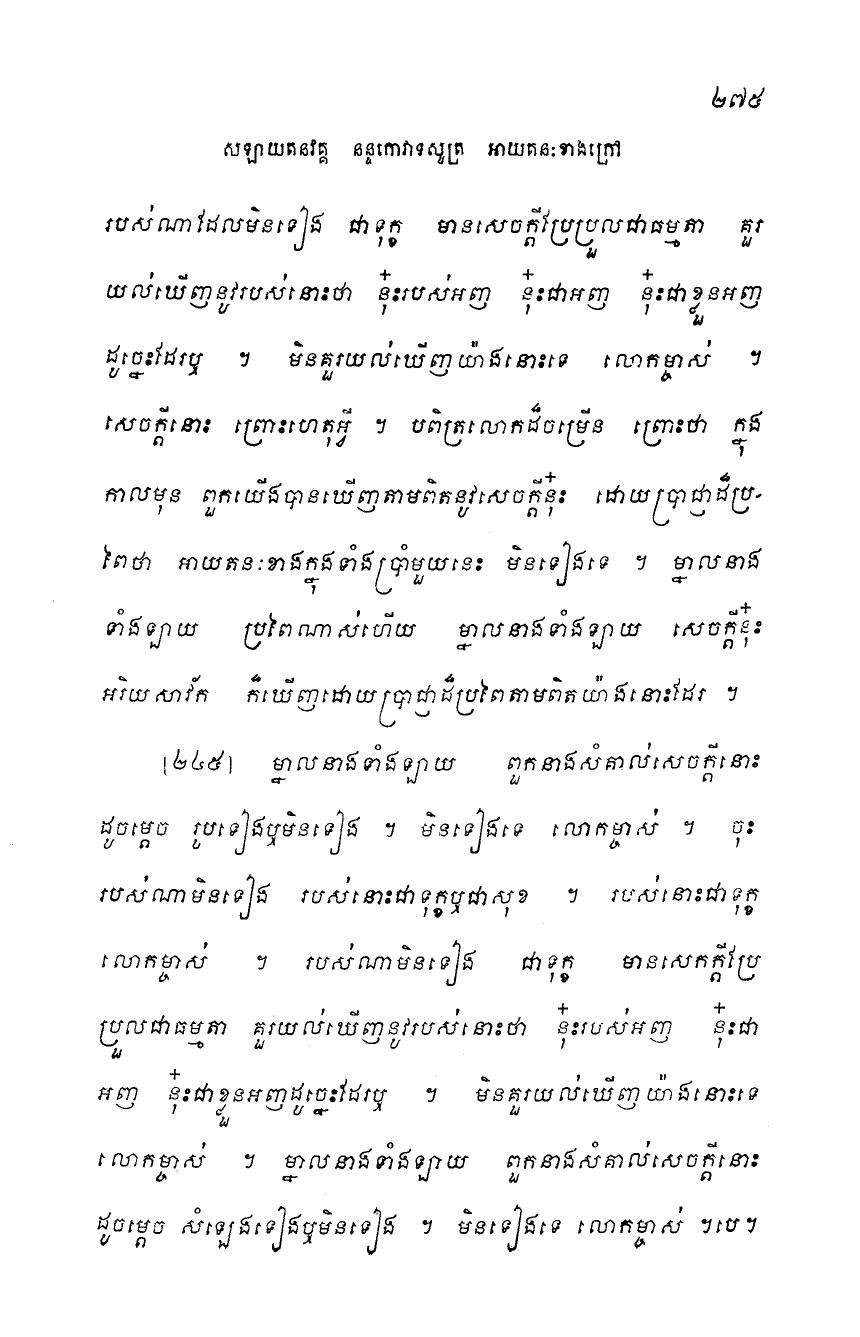 ២៧៥
សឡាយតនវគ្គ ននូកោវាទសូត្រ អាយតនៈខាងក្រៅ
របស់ណាដែលមិនទៀង ជាទុក្ខ មានសេចក្តីប្រែប្រួលជាធម្មតា គួរ
យល់ឃើញនូវរបស់នោះថា នុ៎ះរបស់អញ នុ៎ះជាអញ នុ៎ះជាខ្លួនអញ
ដូច្នេះដែរឬ ។ មិនគួរយល់ឃើញយ៉ាងនោះទេ លោកម្ចាស់ ។
សេចក្តីនោះ ព្រោះហេតុអ្វី ។ បពិត្រលោកដ៏ចម្រើន ព្រោះថា ក្នុង
កាលមុន ពួកយើងបានឃើញតាមពិតនូវសេចក្តីនុ៎ះ ដោយប្រាជ្ញាដ៏ប្រ-
ពៃថា អាយតនៈខាងក្នុងទាំងប្រាំមួយនេះ មិនទៀងទេ ។ ម្នាលនាង
ទាំងឡាយ ប្រពៃណាស់ហើយ ម្នាលនាងទាំងឡាយ សេចក្តីនុ៎ះ
អរិយសាវ័ក ក៏ឃើញដោយប្រាជ្ញាដ៏ប្រពៃតាមពិតយ៉ាងនោះដែរ ។
[២៤៥] ម្នាលនាងទាំងឡាយ ពួកនាងសំគាល់សេចក្តីនោះ
ដូចម្តេច រូបទៀងឬមិនទៀង ។ មិនទៀងទេ លោកម្ចាស់ ។ ចុះ
របស់ណាមិនទៀង របស់នោះជាទុក្ខឬជាសុខ ។ របស់នោះជាទុក្ខ
លោកម្ចាស់ ។ របស់ណាមិនទៀង ជាទុក្ខ មានសេកក្តីប្រែ
ប្រួលជាធម្មតា គួរយល់ឃើញនូវរបស់នោះថា នុ៎ះរបស់អញ នុ៎ះជា
អញ នុ៎ះជាខ្លួនអញដូច្នេះដែរឬ ។ មិនគួរយល់ឃើញយ៉ាងនោះទេ
លោកម្ចាស់ ។ ម្នាលនាងទាំងឡាយ ពួកនាងសំគាល់សេចក្តីនោះ
ដូចម្តេច សំឡេងទៀងឬមិនទៀង ។ មិនទៀងទេ លោកម្ចាស់ ។បេ។